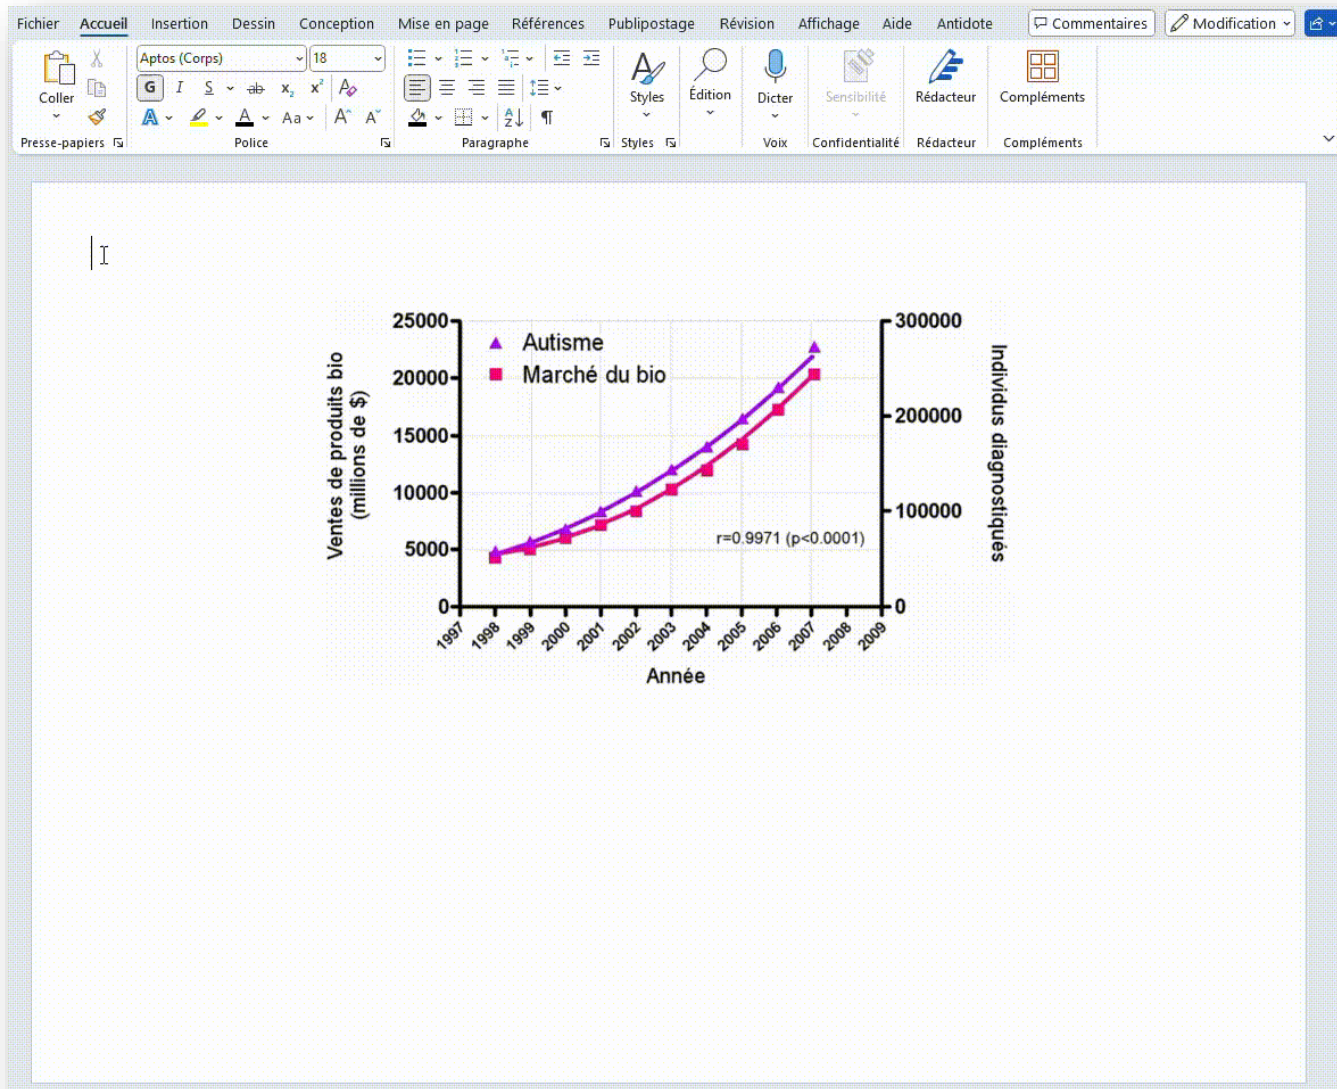 Fichier Accueil Insertion Dessin Conception Mise en page Références Publipostage Révision Affichage Aide Antidote Commentaires Modification
Aptos (Corps) 18
G I S ab x₂ x² A
A A Aa A A
Coller Styles Édition Dicter Sensibilité Rédacteur Compléments
Presse-papiers Police Paragraphe Styles Voix Confidentialité Rédacteur Compléments
Autisme
Marché du bio
Ventes de produits bio
(millions de $)
25000
20000
15000
10000
5000
0
300000
200000
100000
0
Individus diagnostiqués
r=0.9971 (p<0.0001)
1997 1998 1999 2000 2001 2002 2003 2004 2005 2006 2007 2008 2009
Année